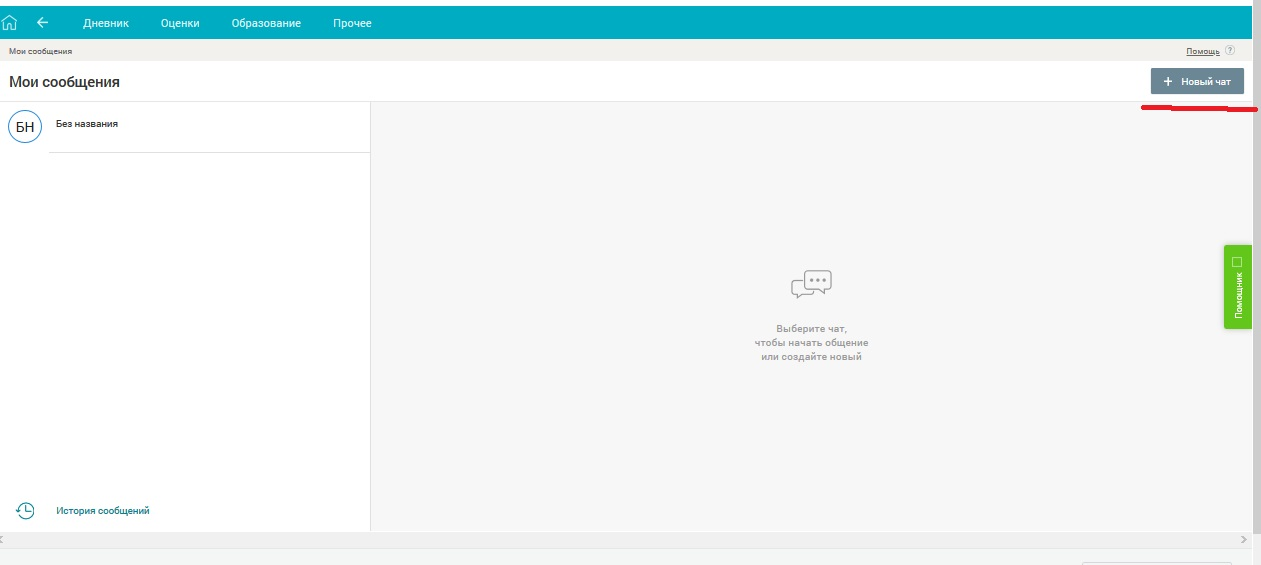 Дневник Оценки Образование Прочее
Мои сообщения
Помощь ?
Мои сообщения
+ Новый чат
БН Без названия
Выберите чат,
чтобы начать общение
или создайте новый
Помощник
История сообщений